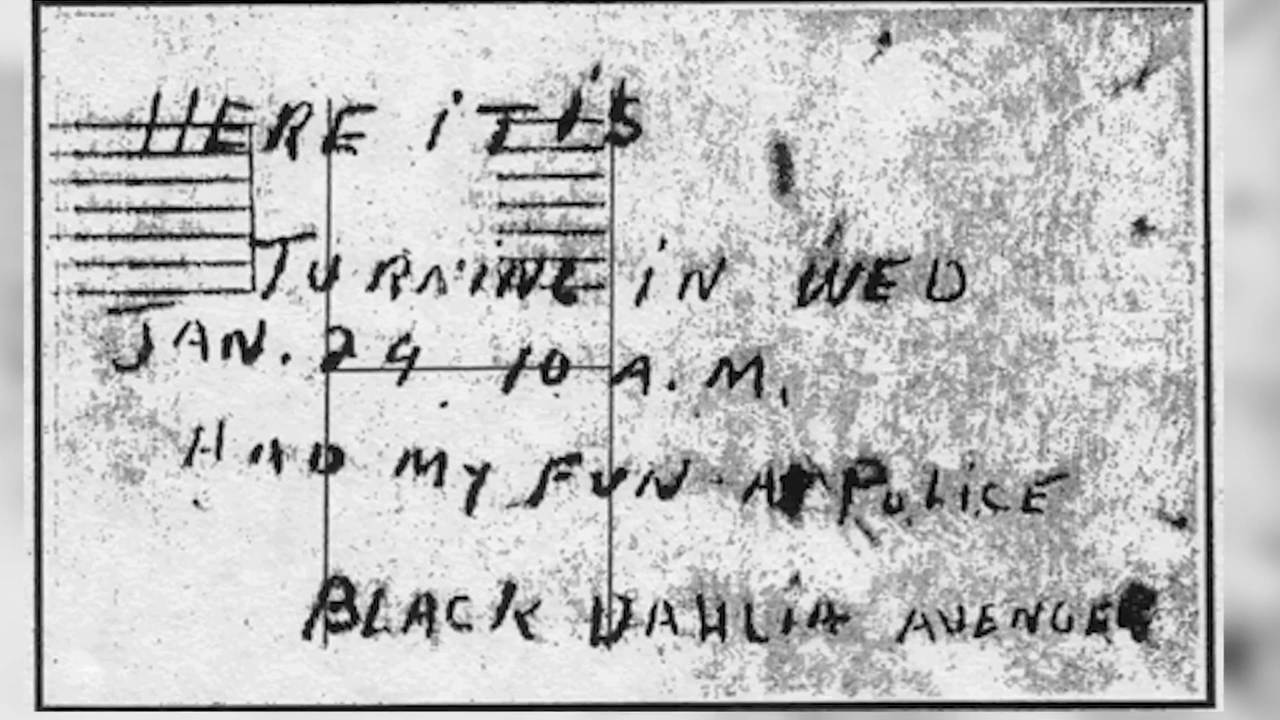 HERE iT iS
TURNiNG iN WED
JAN. 29 10 A.M.
HAD MY FUN AT POLiCE
BLACK DAHLiA AVENGER